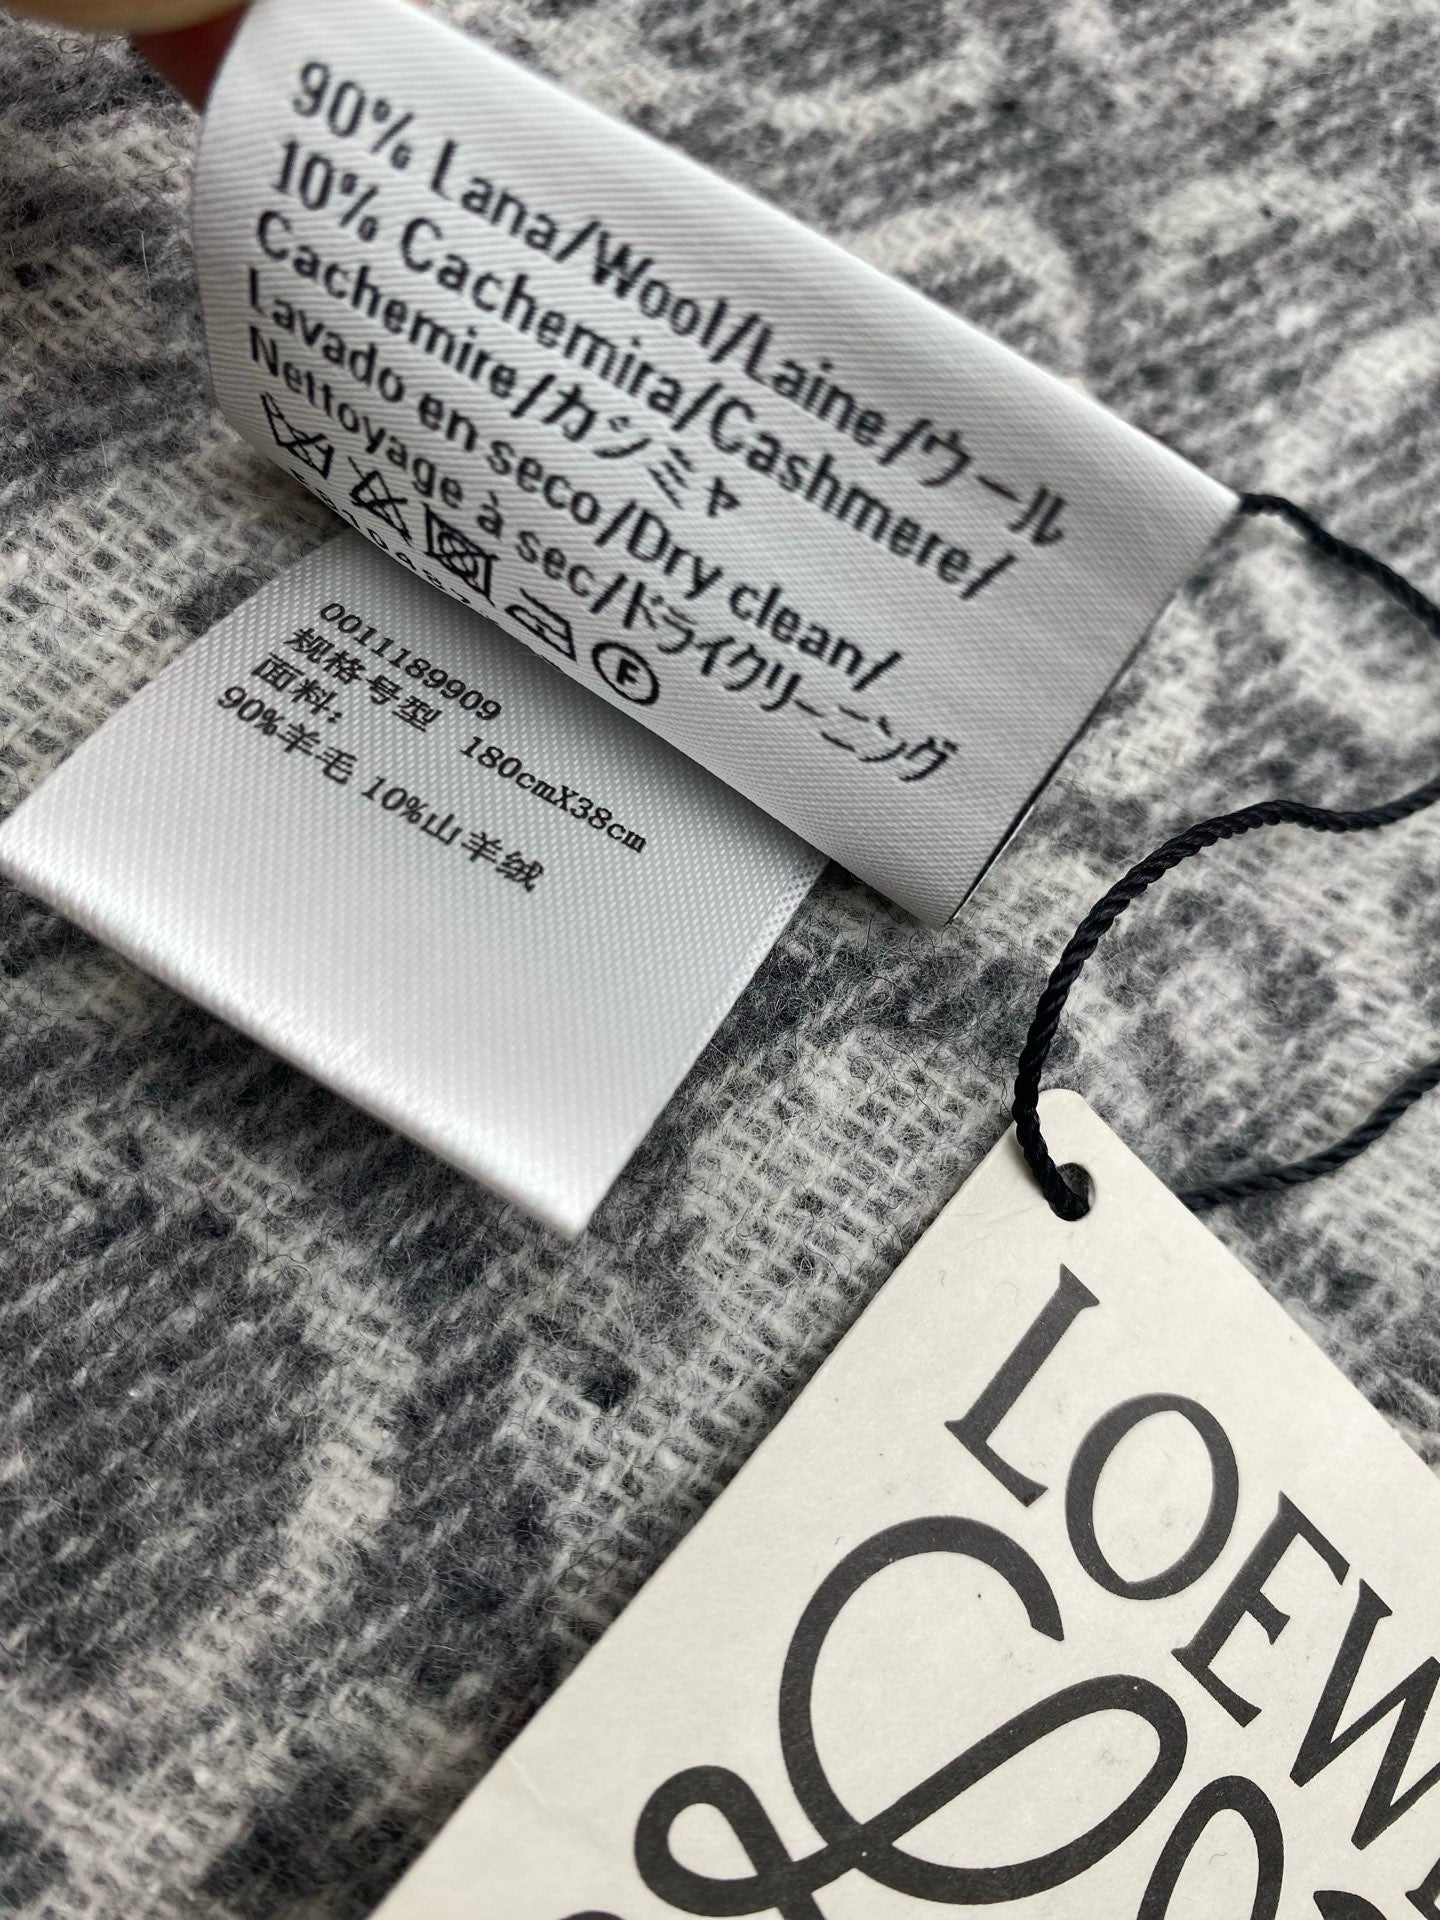 90% Lana/Wool/Laine/ウール
10% Cachemira/Cashmere/
Cachemire/カシミヤ
Lavado en seco/Dry clean/
Nettoyage à sec/ドライクリーニング
F
0011189909
规格号型 180cmX38cm
面料：
90%羊毛 10%山羊绒
LOEW